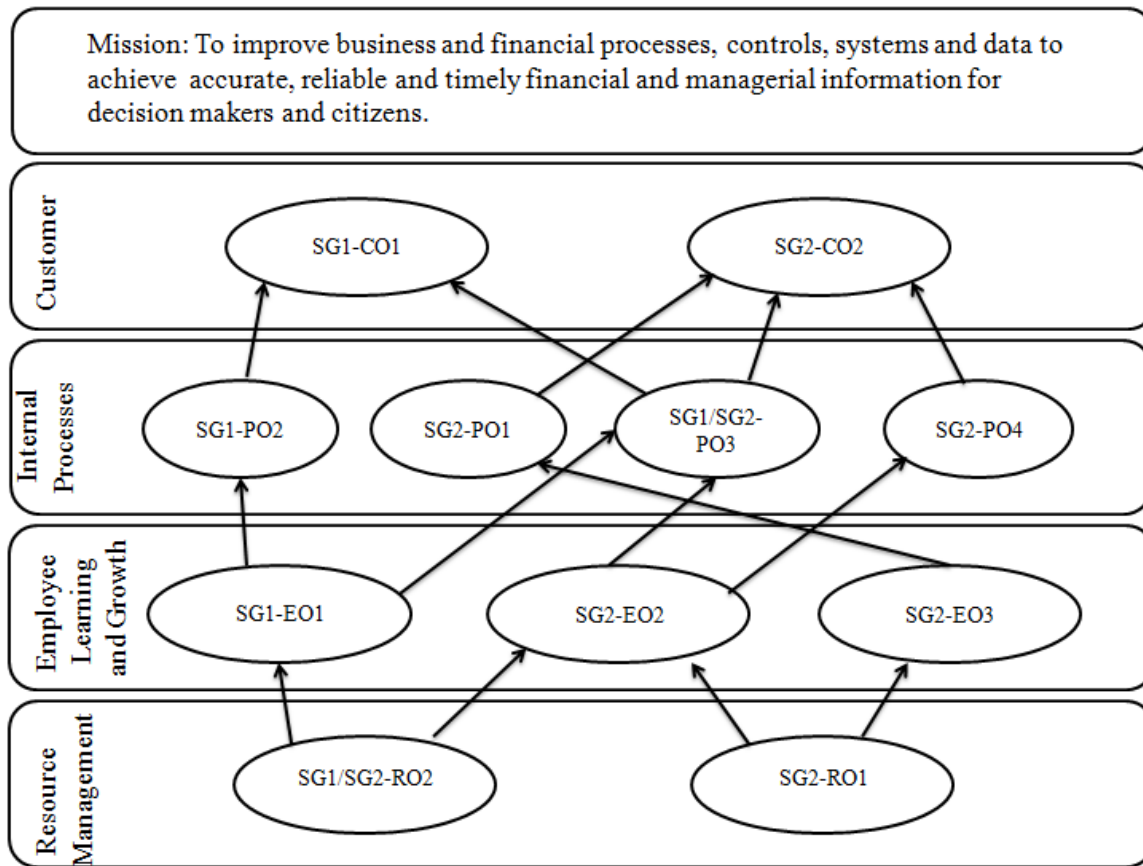 Mission: To improve business and financial processes, controls, systems and data to
achieve accurate, reliable and timely financial and managerial information for
decision makers and citizens.
Customer
SG1-CO1
SG2-CO2
Internal
Processes
SG1-PO2
SG2-PO1
SG1/SG2-
PO3
SG2-PO4
Employee
Learning
and Growth
SG1-EO1
SG2-EO2
SG2-EO3
Resource
Management
SG1/SG2-RO2
SG2-RO1